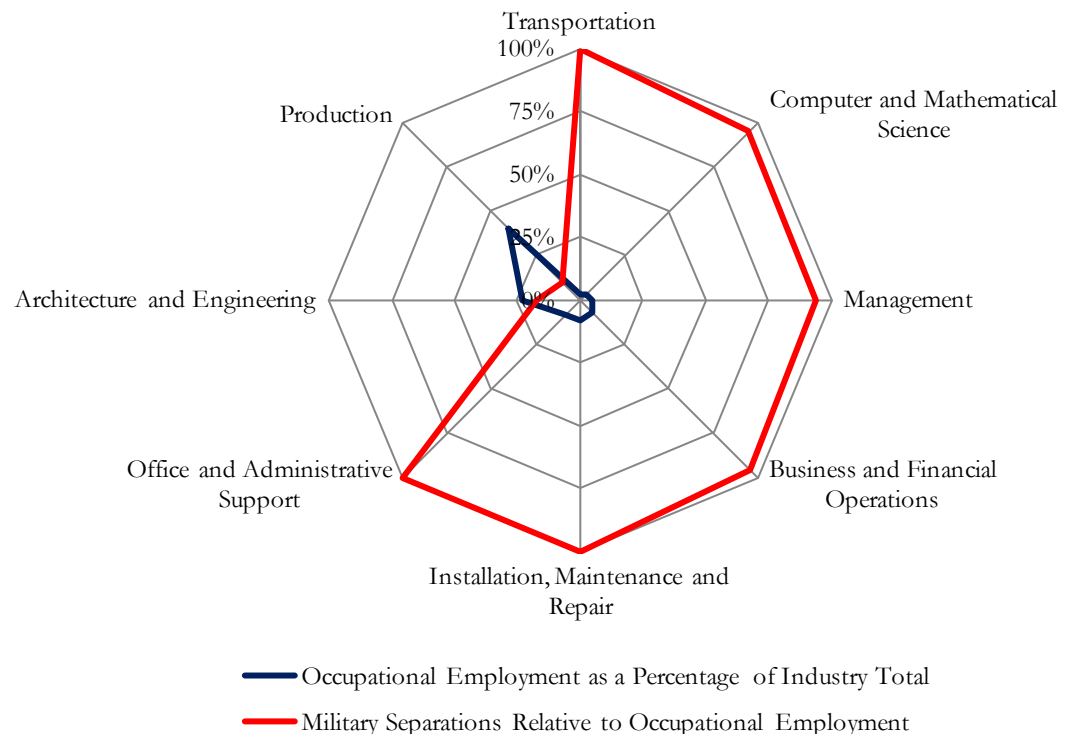 Transportation
100%
Production
Computer and Mathematical
Science
75%
50%
25%
Architecture and Engineering
0%
Management
Office and Administrative
Support
Business and Financial
Operations
Installation, Maintenance and
Repair
Occupational Employment as a Percentage of Industry Total
Military Separations Relative to Occupational Employment